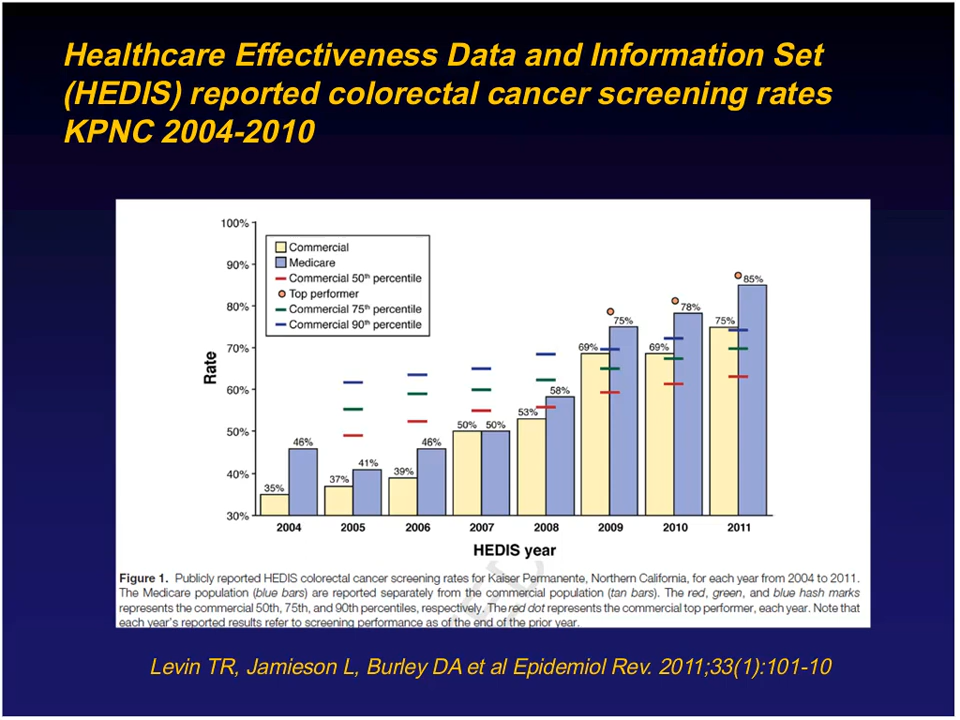 Healthcare Effectiveness Data and Information Set
(HEDIS) reported colorectal cancer screening rates
KPNC 2004-2010
100%
90%
80%
70%
60%
50%
40%
30%
Rate
Commercial
Medicare
Commercial 50th percentile
Top performer
Commercial 75th percentile
Commercial 90th percentile
35%
46%
37%
41%
39%
46%
50%
50%
53%
58%
69%
75%
69%
78%
75%
85%
2004 2005 2006 2007 2008 2009 2010 2011
HEDIS year
Figure 1. Publicly reported HEDIS colorectal cancer screening rates for Kaiser Permanente, Northern California, for each year from 2004 to 2011.
The Medicare population (blue bars) are reported separately from the commercial population (tan bars). The red, green, and blue hash marks
represents the commercial 50th, 75th, and 90th percentiles, respectively. The red dot represents the commercial top performer, each year. Note that
each year's reported results refer to screening performance as of the end of the prior year.
Levin TR, Jamieson L, Burley DA et al Epidemiol Rev. 2011;33(1):101-10